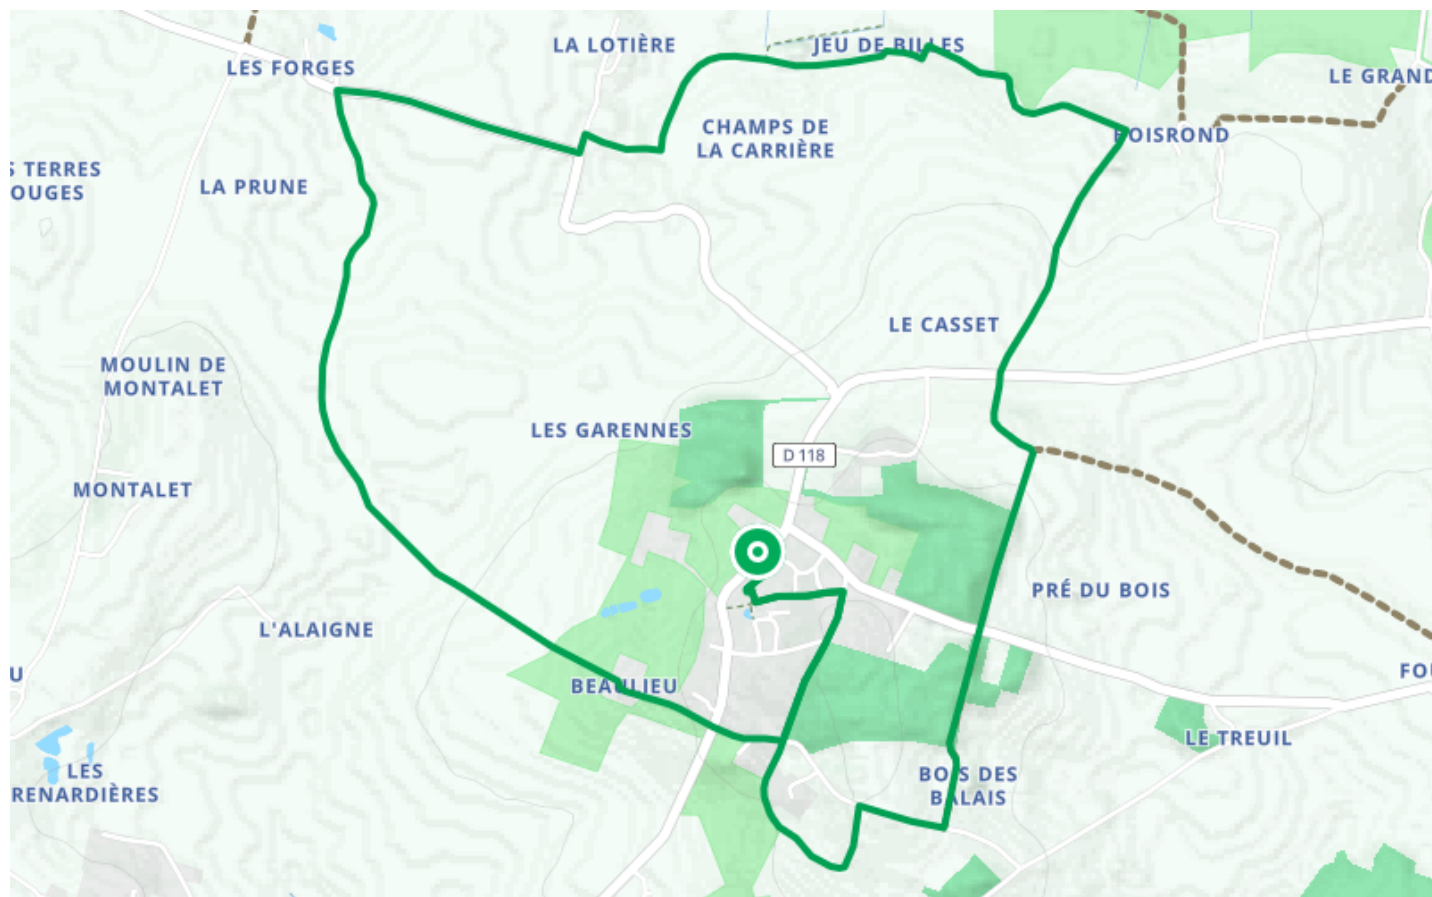 LA LOTIÈRE
JEU DE BILLES
LES FORGES
LE GRAND
CHAMPS DE
LA CARRIÈRE
BOISROND
S TERRES
OUGES
LA PRUNE
LE CASSET
MOULIN DE
MONTALET
LES GARENNES
D 118
MONTALET
PRÉ DU BOIS
L'ALAIGNE
U
FOU
BEAULIEU
LE TREUIL
LES
RENARDIÈRES
BOIS DES
BALAIS